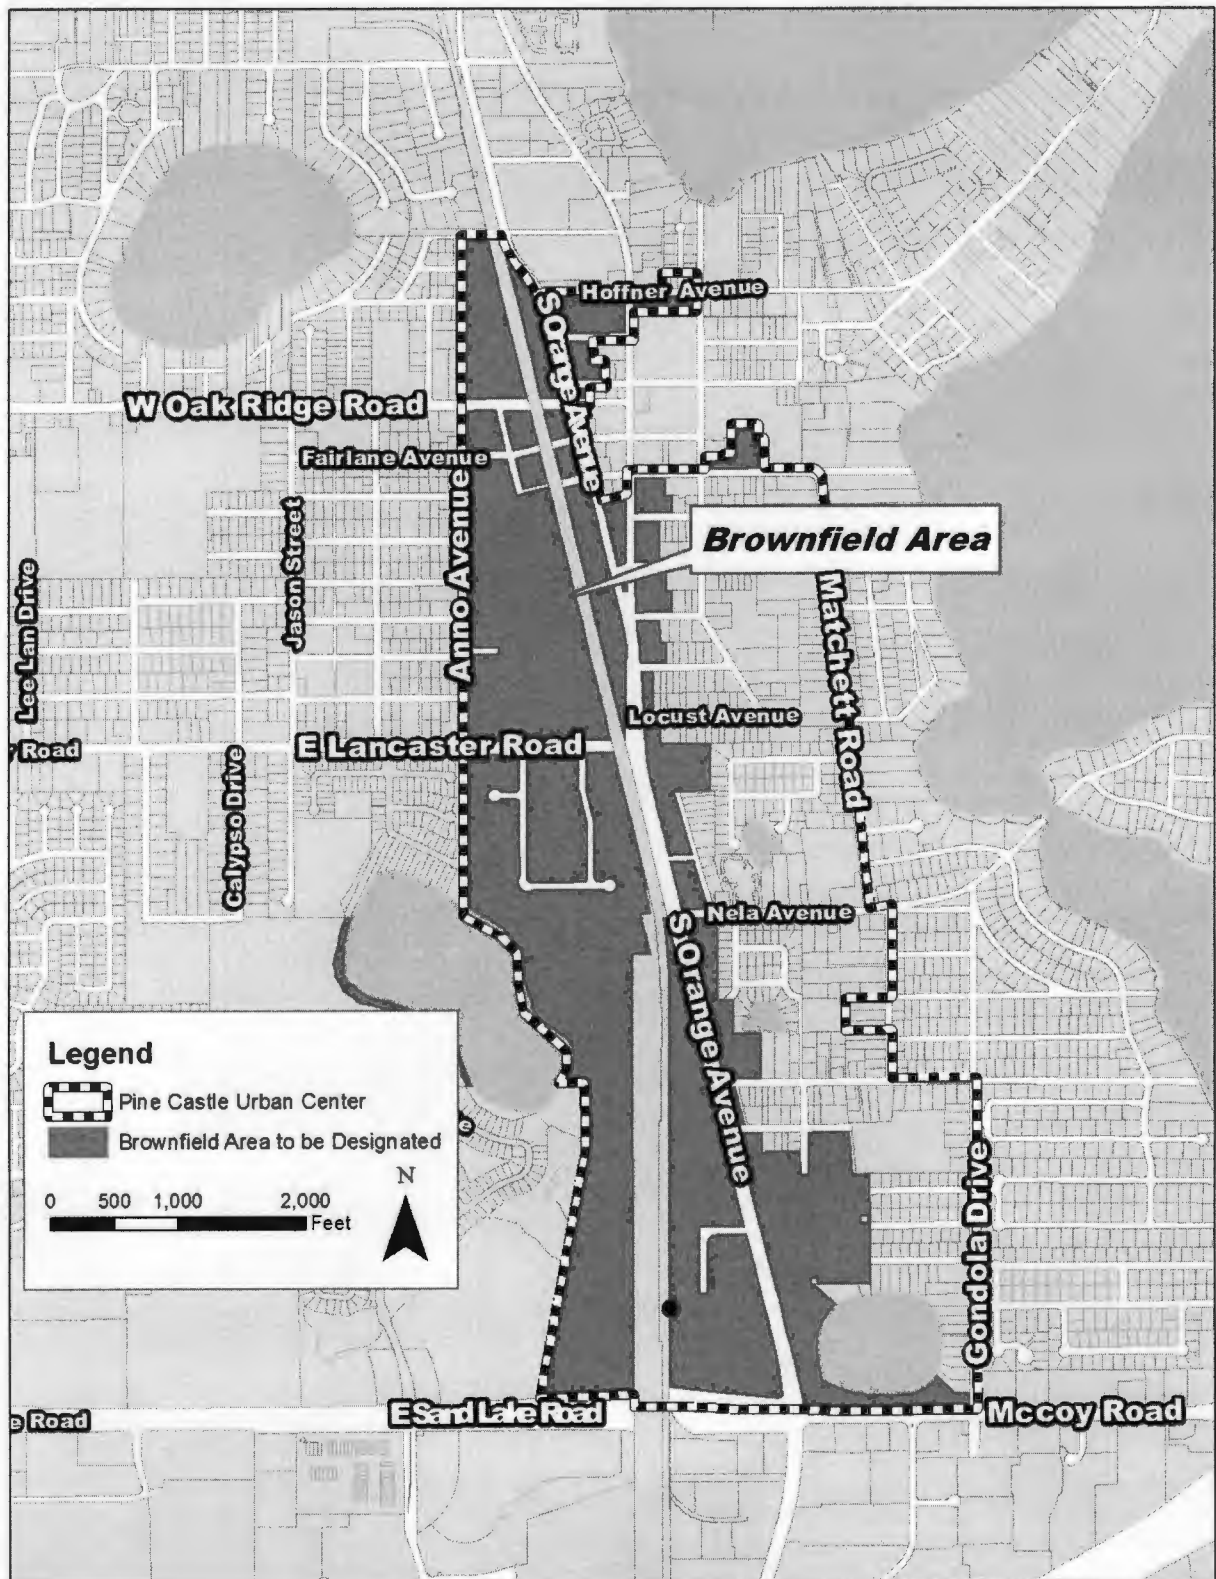 Hoffner Avenue
S Orange Avenue
W Oak Ridge Road
Fairlane Avenue
Anno Avenue
Jason Street
Brownfield Area
Lee Lan Drive
Matchett Road
Locust Avenue
E Lancaster Road
r Road
Calypso Drive
Nela Avenue
S Orange Avenue
Legend
Pine Castle Urban Center
Brownfield Area to be Designated
e
N
0 500 1,000 2,000
Feet
Gondola Drive
E Sand Lake Road
Mccoy Road
e Road